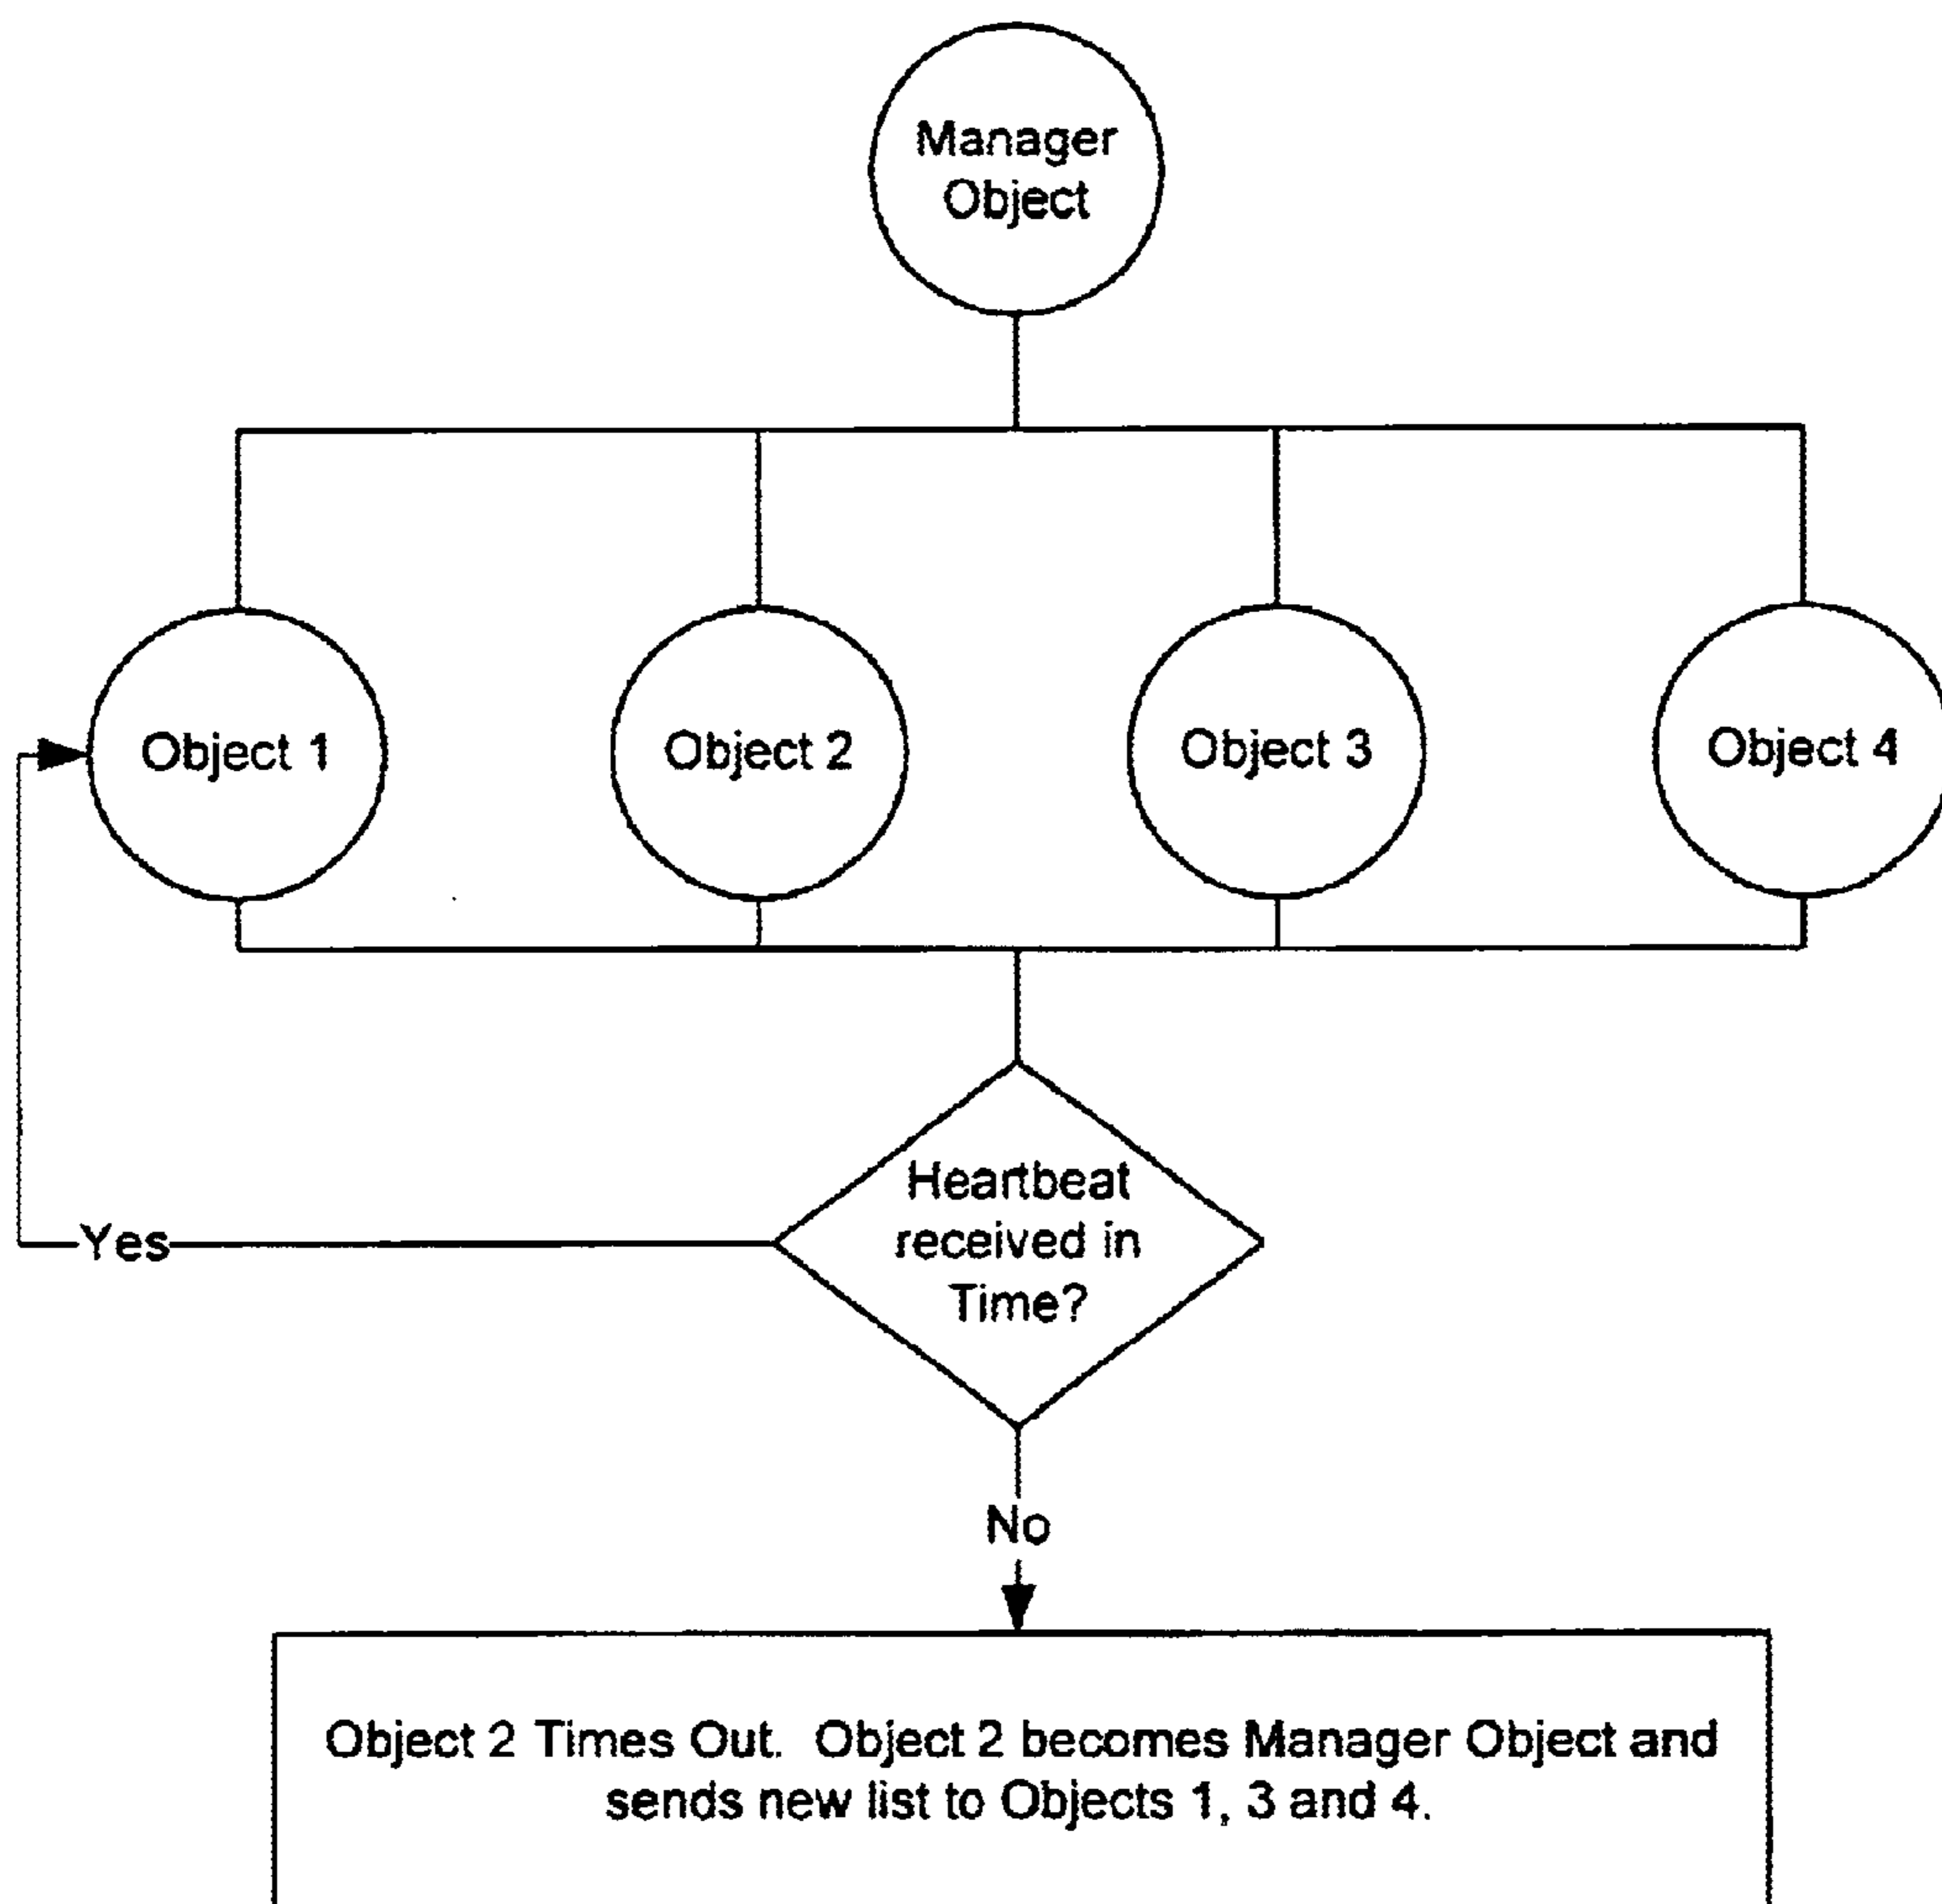 Manager
Object
Object 1
Object 2
Object 3
Object 4
Heartbeat
received in
Time?
Yes
No
Object 2 Times Out. Object 2 becomes Manager Object and
sends new list to Objects 1, 3 and 4.